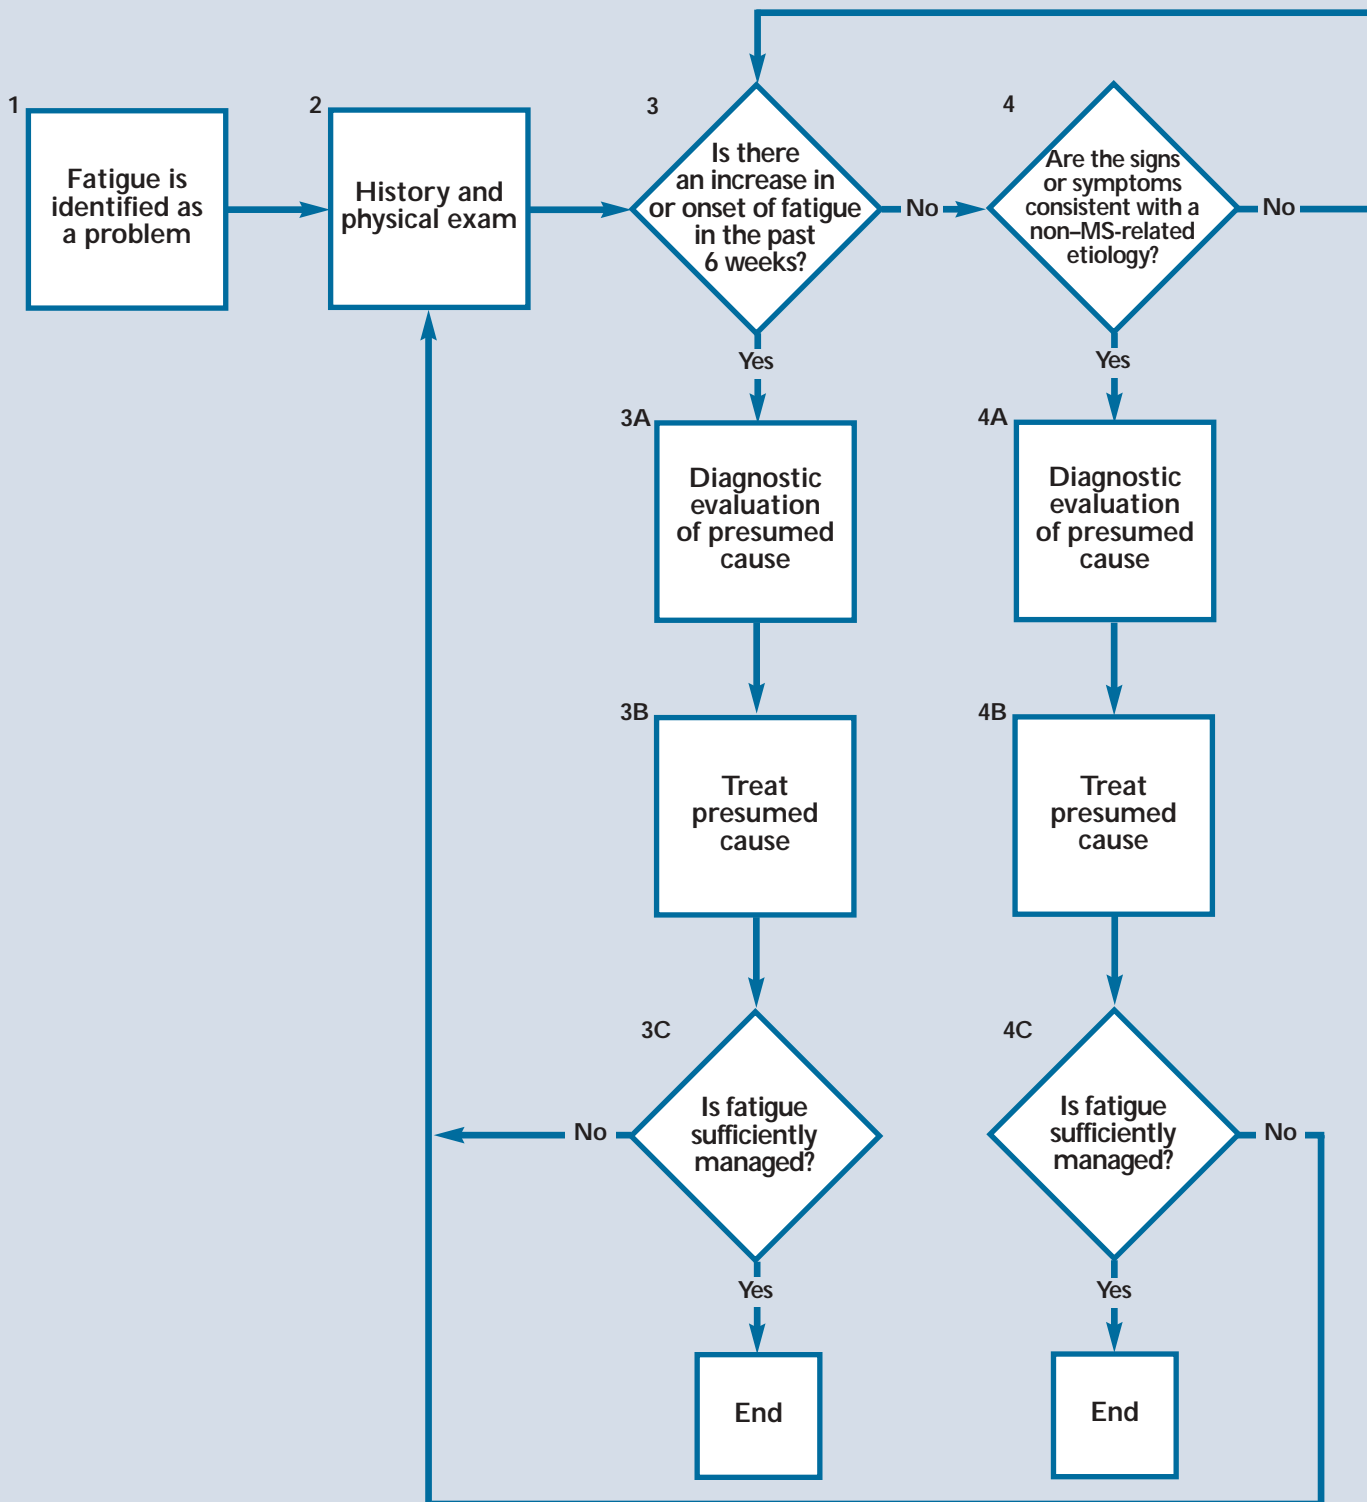 1
Fatigue is
identified as
a problem
2
History and
physical exam
3
Is there
an increase in
or onset of fatigue
in the past
6 weeks?
No
4
Are the signs
or symptoms
consistent with a
non–MS-related
etiology?
No
Yes
Yes
3A
Diagnostic
evaluation
of presumed
cause
4A
Diagnostic
evaluation
of presumed
cause
3B
Treat
presumed
cause
4B
Treat
presumed
cause
3C
Is fatigue
sufficiently
managed?
No
4C
Is fatigue
sufficiently
managed?
No
Yes
Yes
End
End